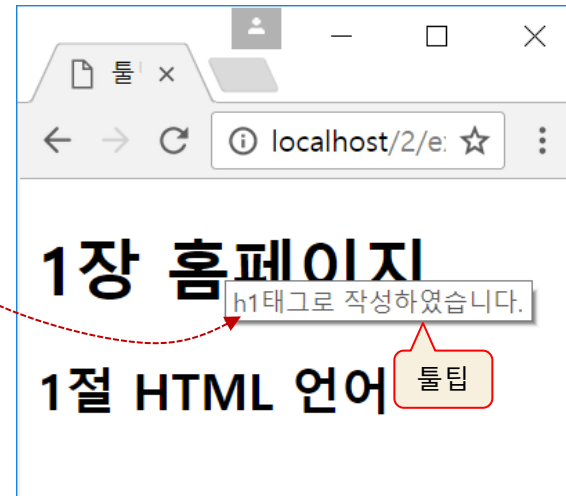 툴
localhost/2/e
1장 홈페이지
h1태그로 작성하였습니다.
1절 HTML 언어
툴팁